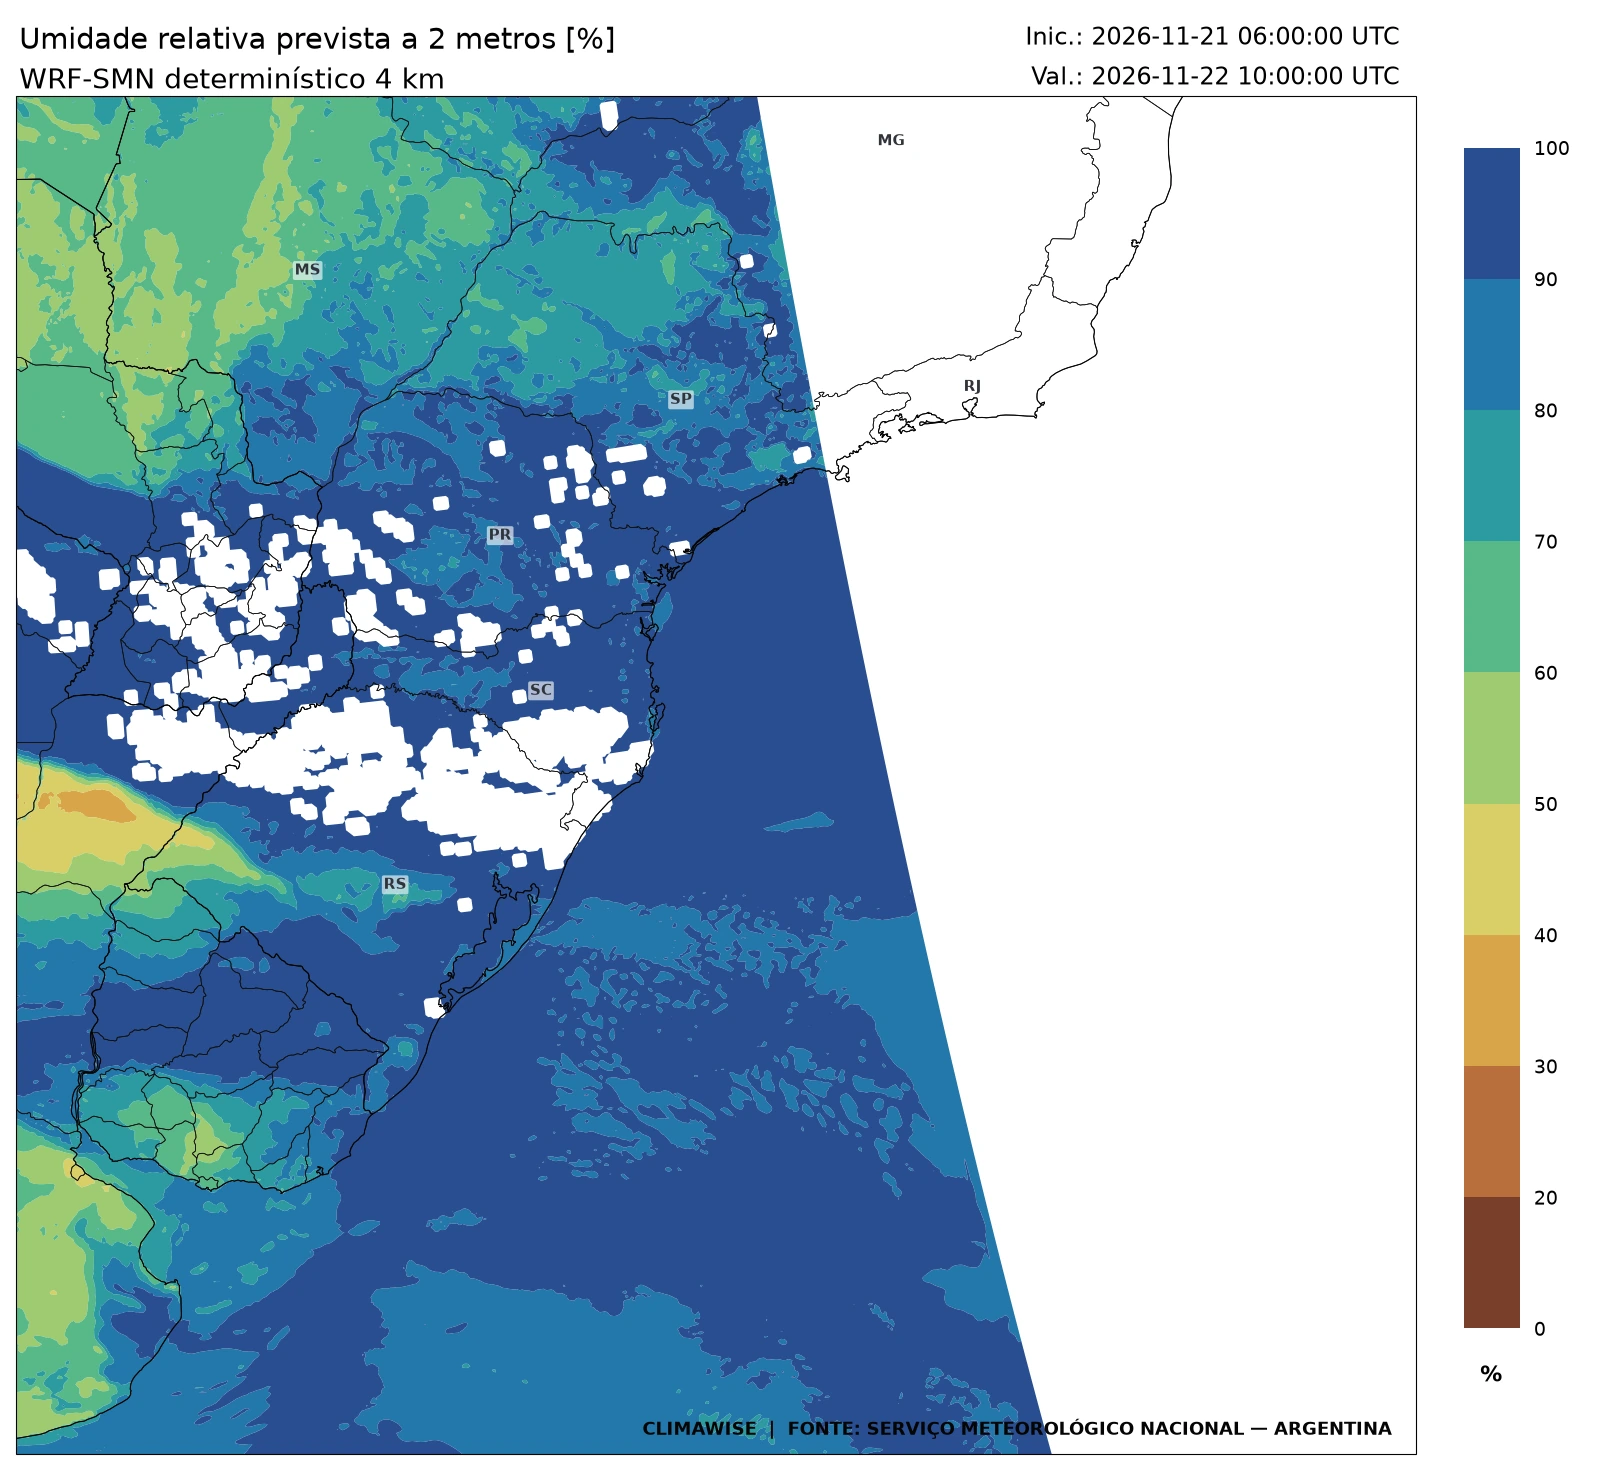 Umidade relativa prevista a 2 metros [%]
WRF-SMN determinístico 4 km
Inic.: 2026-11-21 06:00:00 UTC
Val.: 2026-11-22 10:00:00 UTC
MG
MS
RJ
SP
PR
SC
RS
100
90
80
70
60
50
40
30
20
0
%
CLIMAWISE | FONTE: SERVIÇO METEOROLÓGICO NACIONAL — ARGENTINA